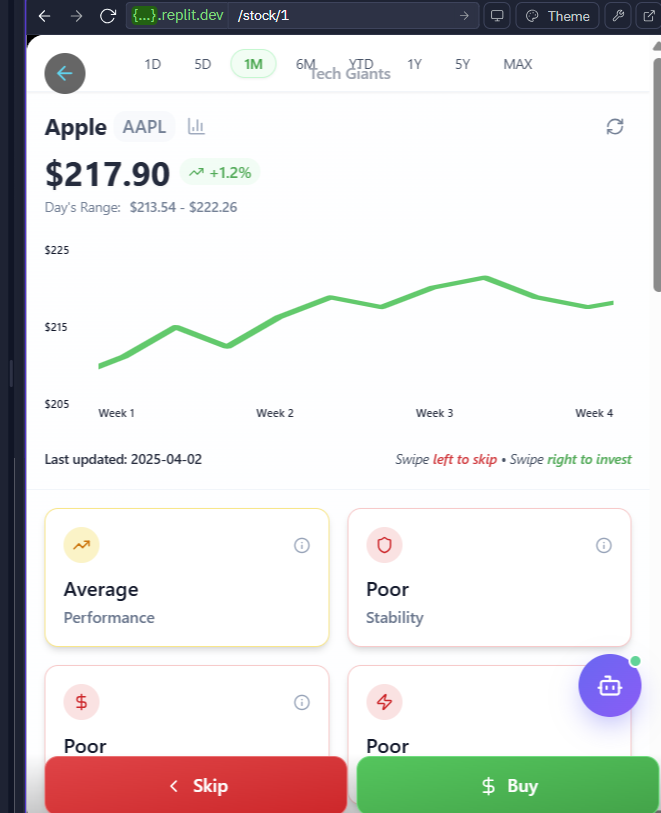 {...}.replit.dev /stock/1 Theme
1D 5D 1M 6M YTD 1Y 5Y MAX
Tech Giants
Apple AAPL
$217.90 +1.2%
Day's Range: $213.54 - $222.26
$225
$215
$205
Week 1 Week 2 Week 3 Week 4
Last updated: 2025-04-02 Swipe left to skip • Swipe right to invest
Average Poor
Performance Stability
Poor Poor
Skip $ Buy